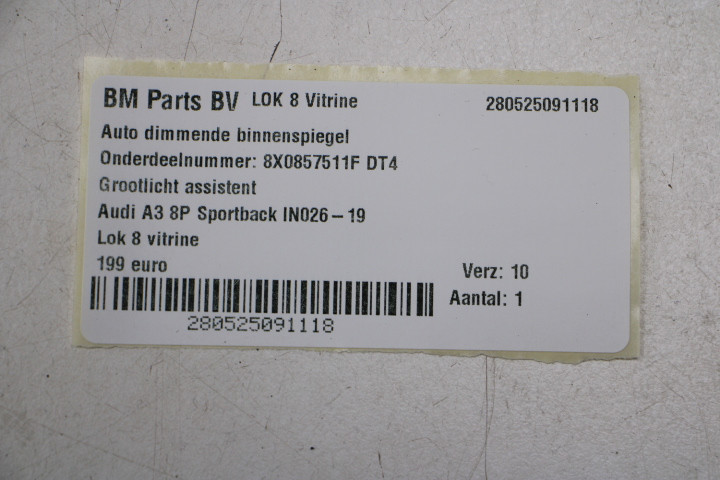 BM Parts BV LOK 8 Vitrine 280525091118
Auto dimmende binnenspiegel
Onderdeelnummer: 8X0857511F DT4
Grootlicht assistent
Audi A3 8P Sportback IN026-19
Lok 8 vitrine
199 euro Verz: 10
Aantal: 1
280525091118